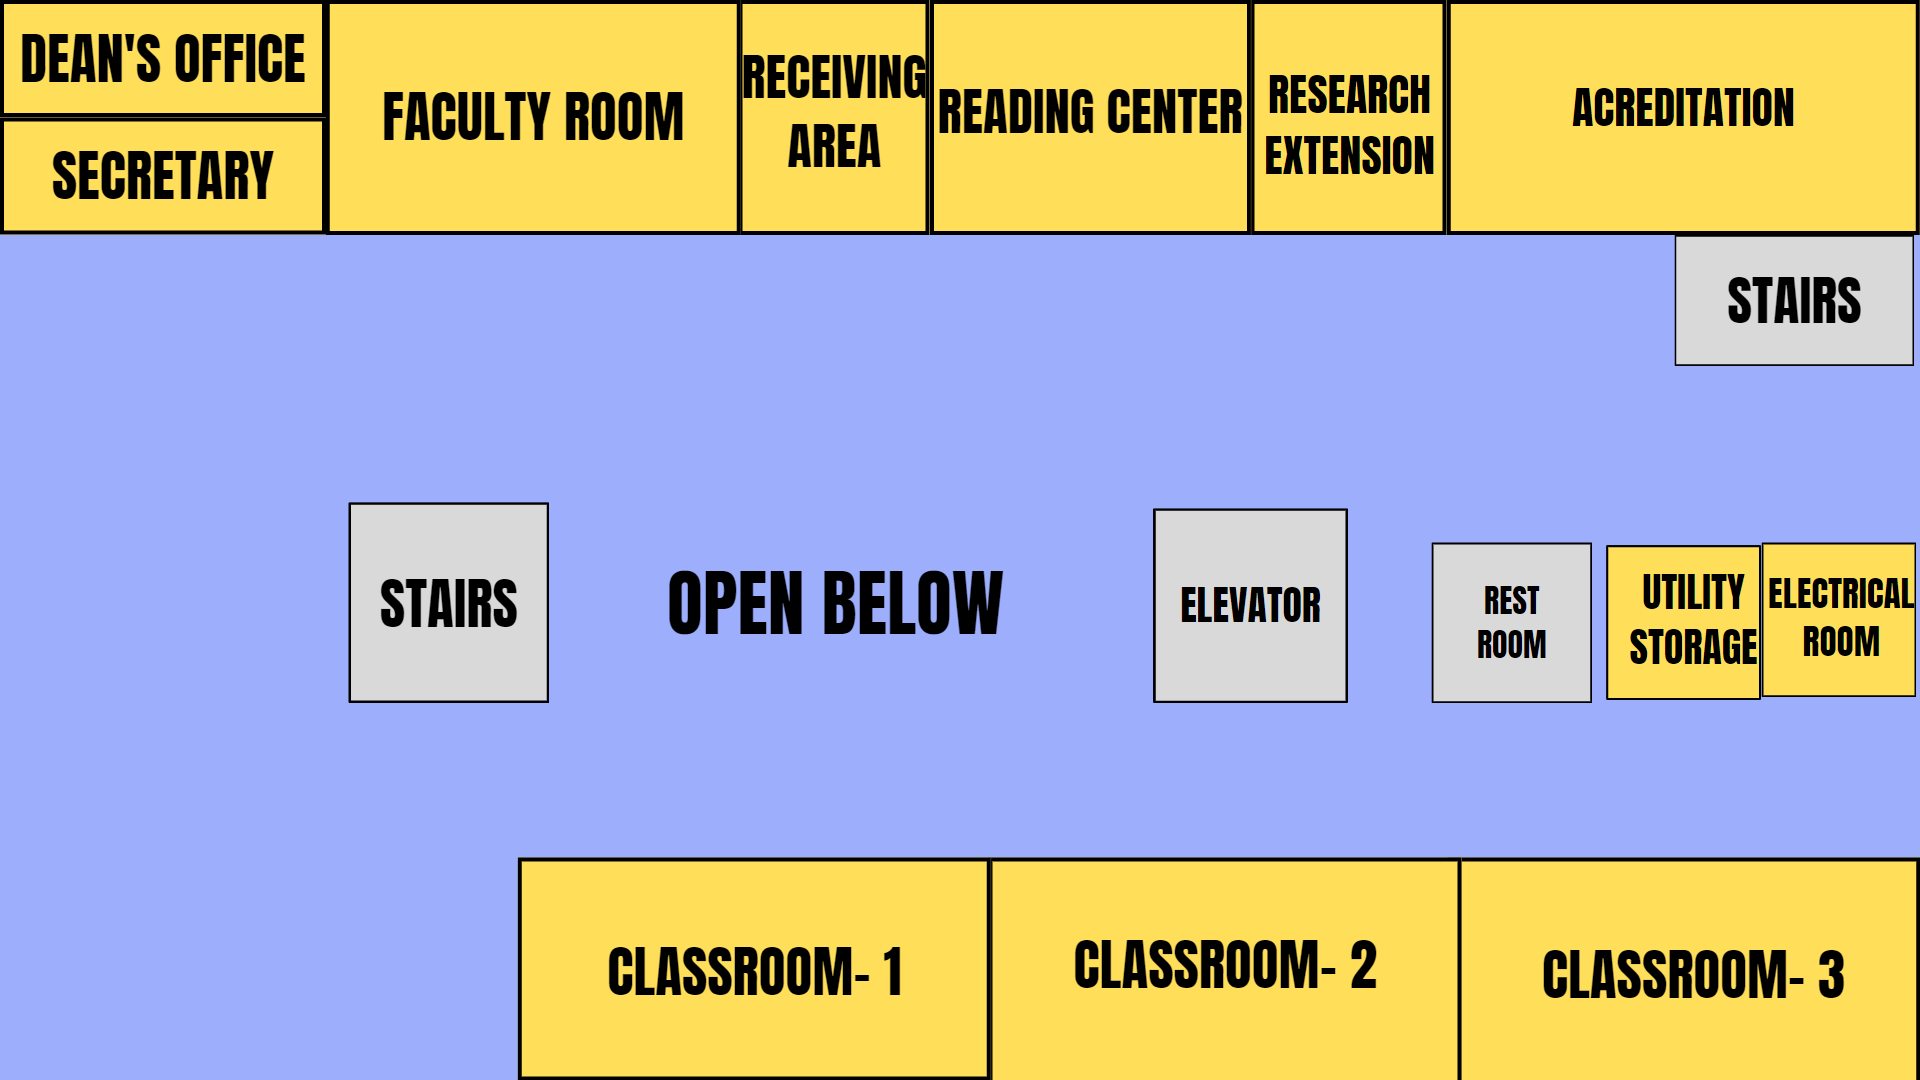 DEAN'S OFFICE
SECRETARY
FACULTY ROOM
RECEIVING
AREA
READING CENTER
RESEARCH
EXTENSION
ACREDITATION
STAIRS
STAIRS
OPEN BELOW
ELEVATOR
REST
ROOM
UTILITY
STORAGE
ELECTRICAL
ROOM
CLASSROOM- 1
CLASSROOM- 2
CLASSROOM- 3